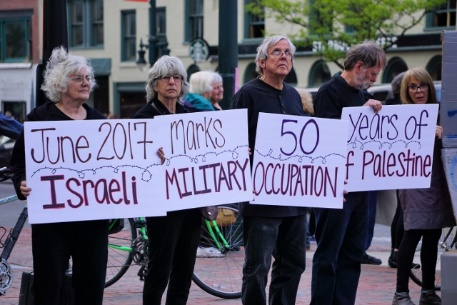 June 2017 marks 50 years of
Israeli MILITARY OCCUPATION of Palestine